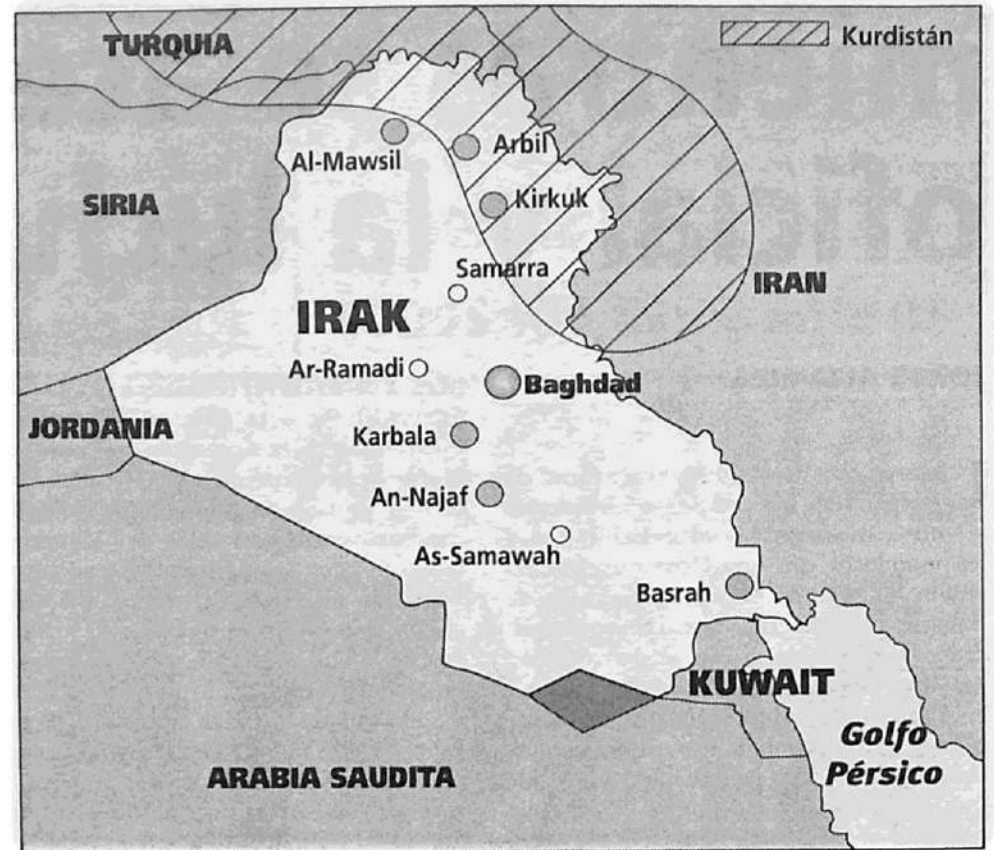 TURQUIA
Kurdistán
Al-Mawsil
Arbil
SIRIA
Kirkuk
Samarra
IRAN
IRAK
Ar-Ramadi
Baghdad
JORDANIA
Karbala
An-Najaf
As-Samawah
Basrah
KUWAIT
Golfo
Pérsico
ARABIA SAUDITA